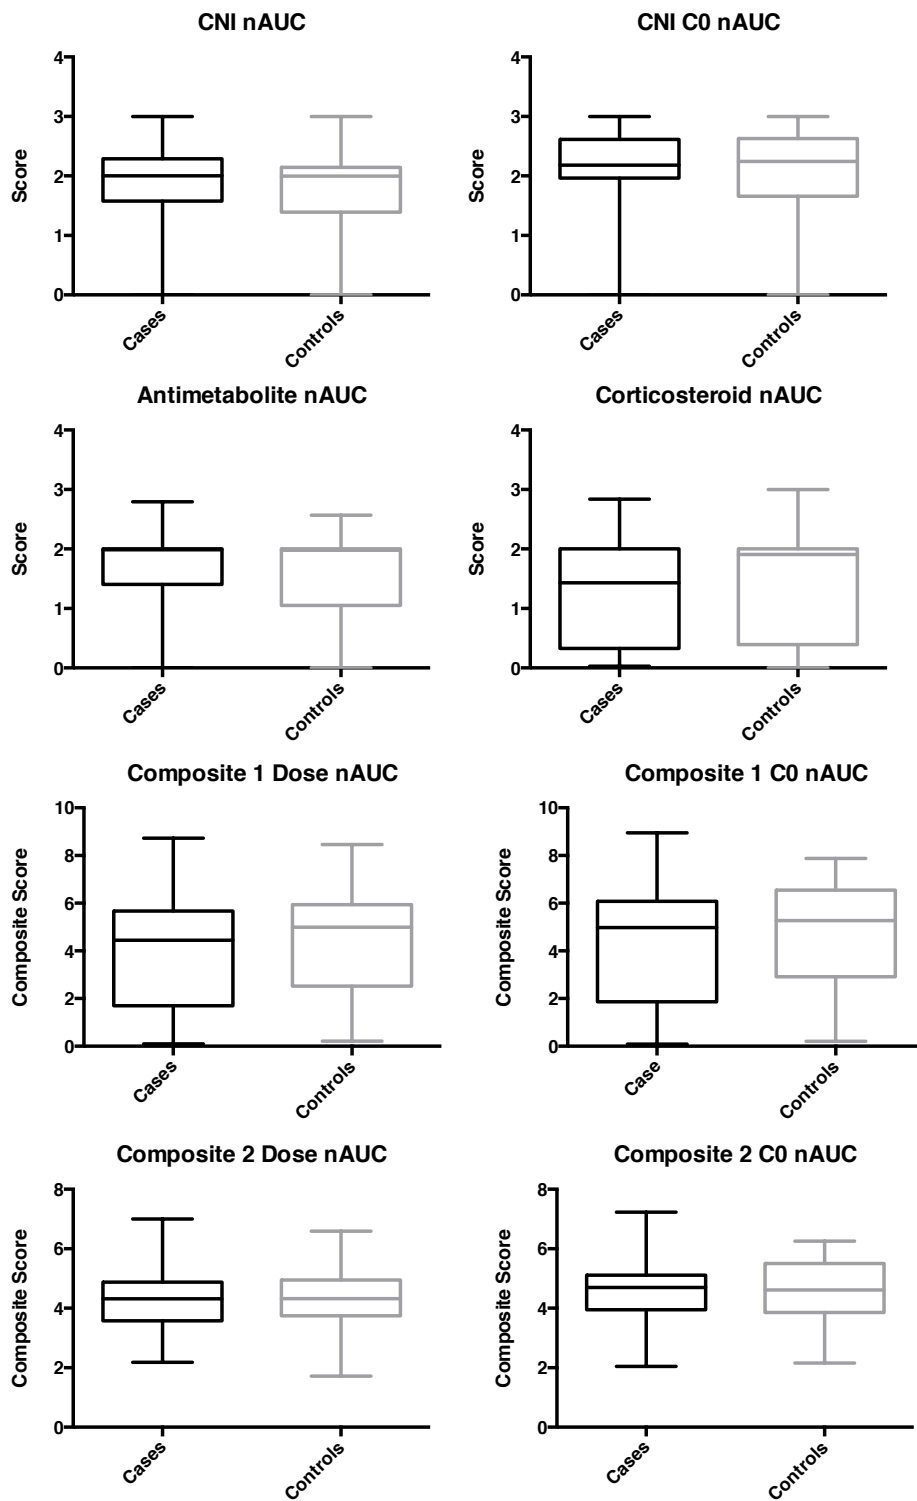 CNI nAUC
Score
4
3
2
1
0
Cases
Controls
CNI C0 nAUC
Score
4
3
2
1
0
Cases
Controls
Antimetabolite nAUC
Score
4
3
2
1
0
Cases
Controls
Corticosteroid nAUC
Score
4
3
2
1
0
Cases
Controls
Composite 1 Dose nAUC
Composite Score
10
8
6
4
2
0
Cases
Controls
Composite 1 C0 nAUC
Composite Score
10
8
6
4
2
0
Case
Controls
Composite 2 Dose nAUC
Composite Score
8
6
4
2
0
Cases
Controls
Composite 2 C0 nAUC
Composite Score
8
6
4
2
0
Cases
Controls